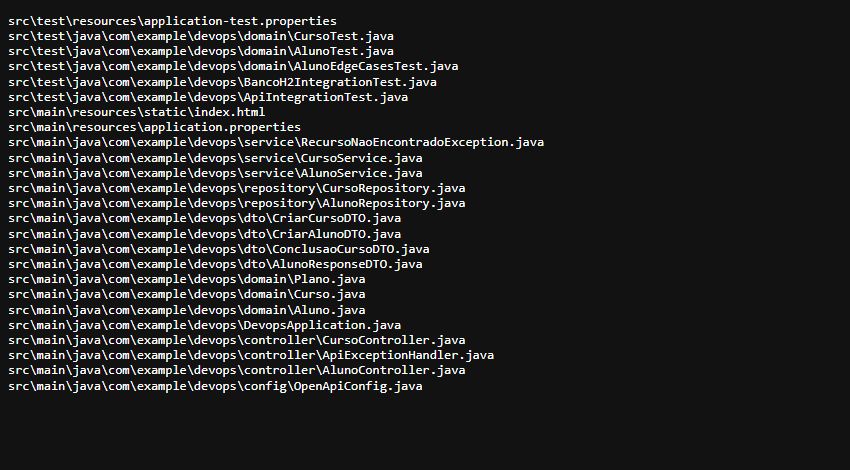 src\test\resources\application-test.properties
src\test\java\com\example\devops\domain\CursoTest.java
src\test\java\com\example\devops\domain\AlunoTest.java
src\test\java\com\example\devops\domain\AlunoEdgeCasesTest.java
src\test\java\com\example\devops\BancoH2IntegrationTest.java
src\test\java\com\example\devops\ApiIntegrationTest.java
src\main\resources\static\index.html
src\main\resources\application.properties
src\main\java\com\example\devops\service\RecursoNaoEncontradoException.java
src\main\java\com\example\devops\service\CursoService.java
src\main\java\com\example\devops\service\AlunoService.java
src\main\java\com\example\devops\repository\CursoRepository.java
src\main\java\com\example\devops\repository\AlunoRepository.java
src\main\java\com\example\devops\dto\CriarCursoDTO.java
src\main\java\com\example\devops\dto\CriarAlunoDTO.java
src\main\java\com\example\devops\dto\ConclusaoCursoDTO.java
src\main\java\com\example\devops\dto\AlunoResponseDTO.java
src\main\java\com\example\devops\domain\Plano.java
src\main\java\com\example\devops\domain\Curso.java
src\main\java\com\example\devops\domain\Aluno.java
src\main\java\com\example\devops\DevopsApplication.java
src\main\java\com\example\devops\controller\CursoController.java
src\main\java\com\example\devops\controller\ApiExceptionHandler.java
src\main\java\com\example\devops\controller\AlunoController.java
src\main\java\com\example\devops\config\OpenApiConfig.java